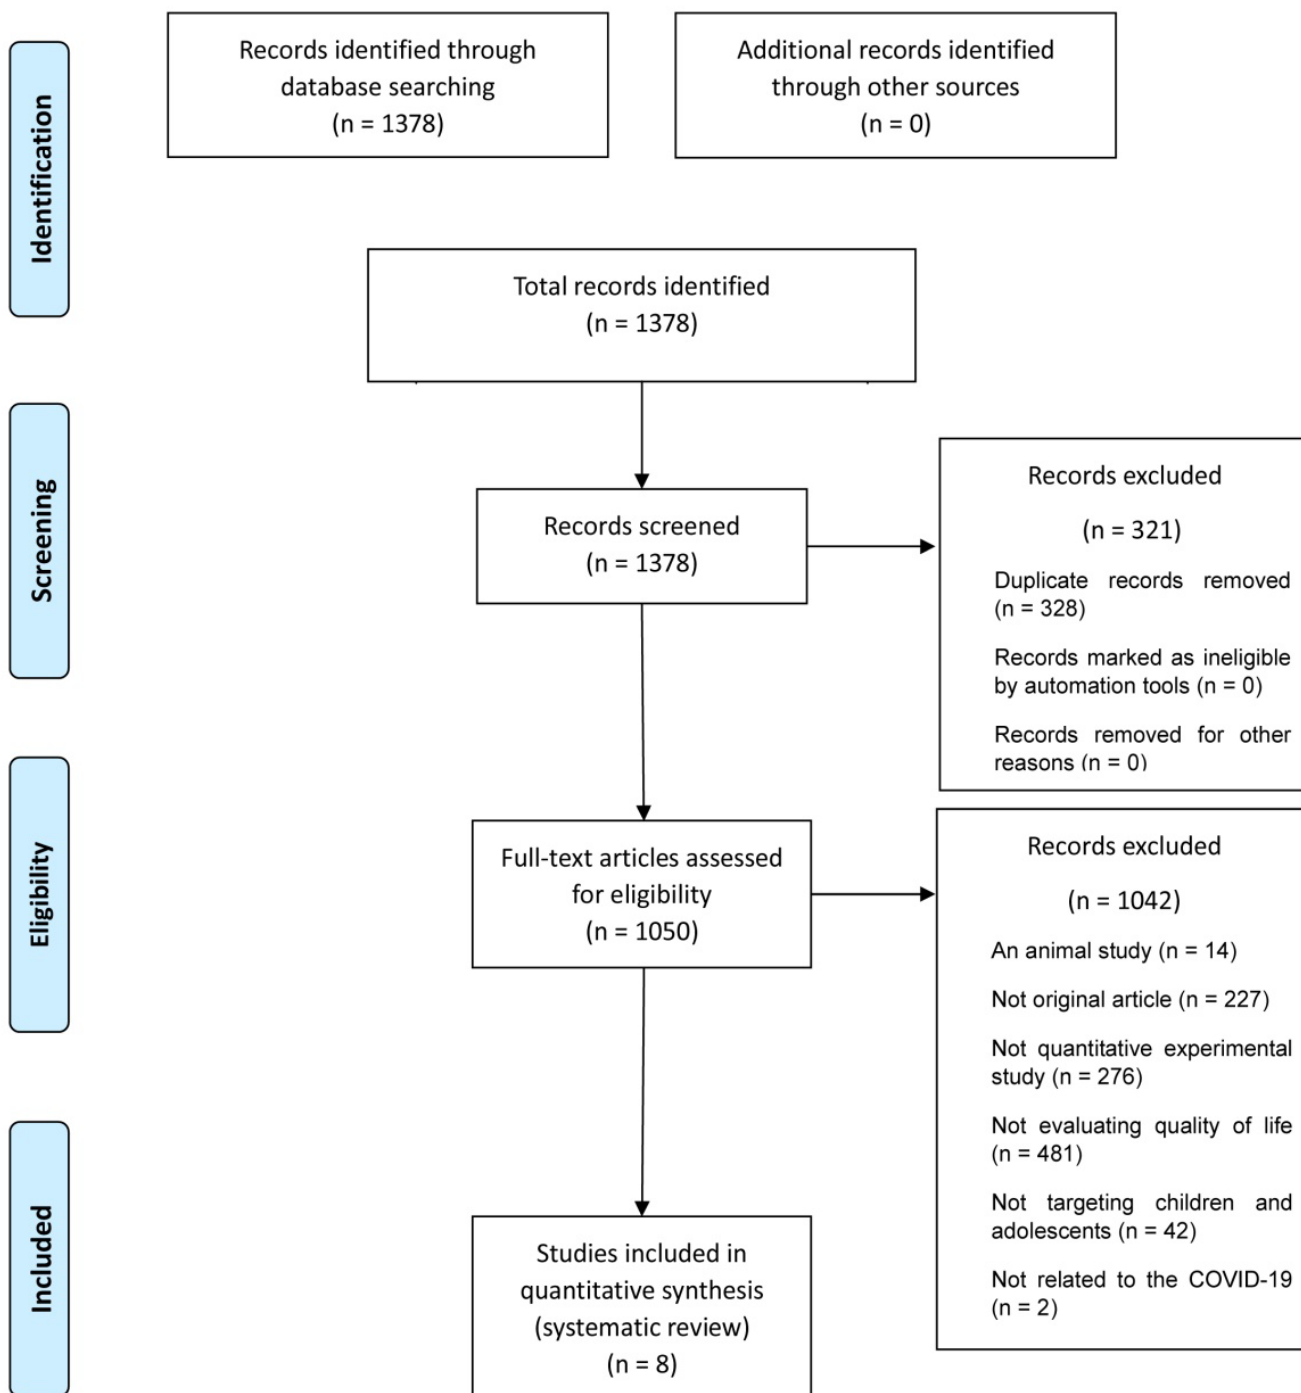 Identification
Records identified through
database searching
(n = 1378)
Additional records identified
through other sources
(n = 0)
Total records identified
(n = 1378)
Screening
Records screened
(n = 1378)
Records excluded
(n = 321)
Duplicate records removed
(n = 328)
Records marked as ineligible
by automation tools (n = 0)
Records removed for other
reasons (n = 0)
Eligibility
Full-text articles assessed
for eligibility
(n = 1050)
Records excluded
(n = 1042)
An animal study (n = 14)
Not original article (n = 227)
Not quantitative experimental
study (n = 276)
Not evaluating quality of life
(n = 481)
Not targeting children and
adolescents (n = 42)
Not related to the COVID-19
(n = 2)
Included
Studies included in
quantitative synthesis
(systematic review)
(n = 8)